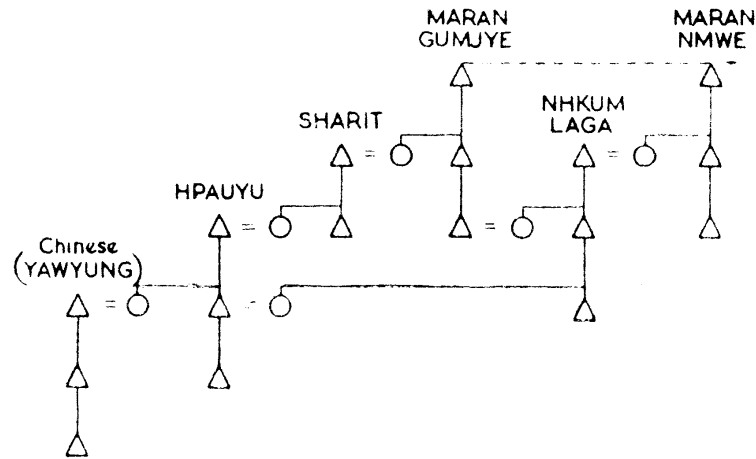 MARAN
GUMJYE
MARAN
NMWE
NHKUM
LAGA
SHARIT
HPAUYU
Chinese
(YAWYUNG)